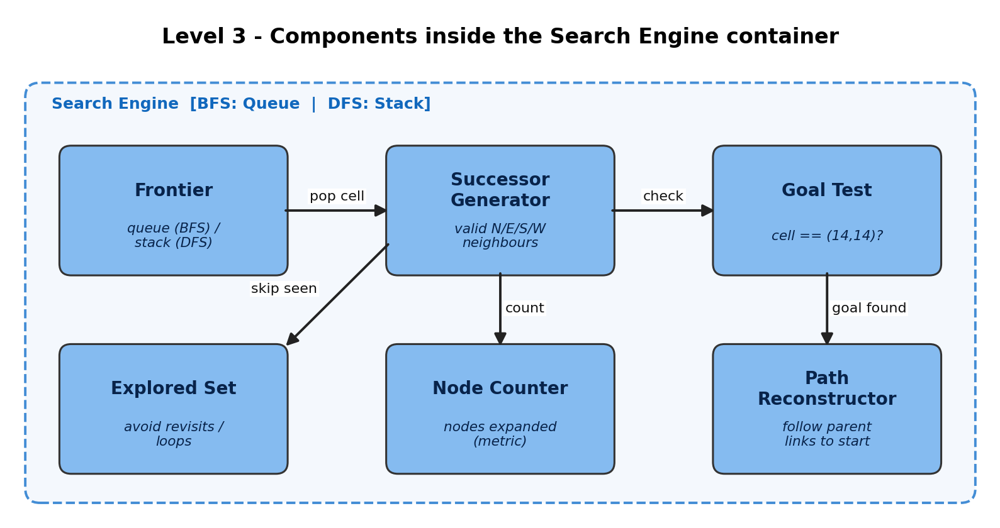 Level 3 - Components inside the Search Engine container
Search Engine  [BFS: Queue  |  DFS: Stack]
Frontier
queue (BFS) /
stack (DFS)
pop cell
Successor
Generator
valid N/E/S/W
neighbours
check
Goal Test
cell == (14,14)?
skip seen
count
goal found
Explored Set
avoid revisits /
loops
Node Counter
nodes expanded
(metric)
Path
Reconstructor
follow parent
links to start